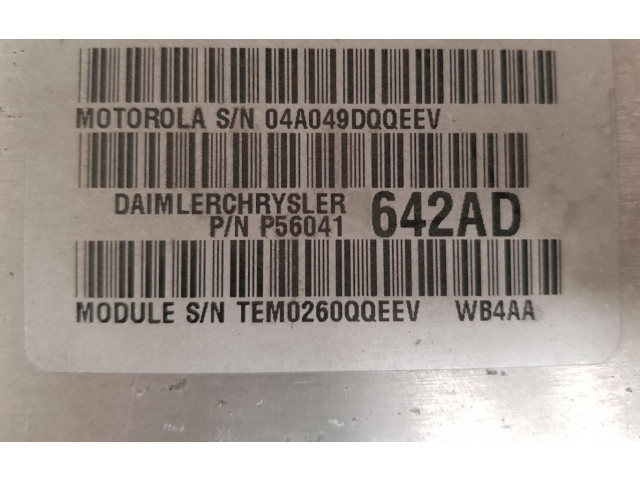 MOTOROLA S/N 04A049DQQEEV
DAIMLERCHRYSLER
P/N P56041 642AD
MODULE S/N TEM0260QQEEV WB4AA